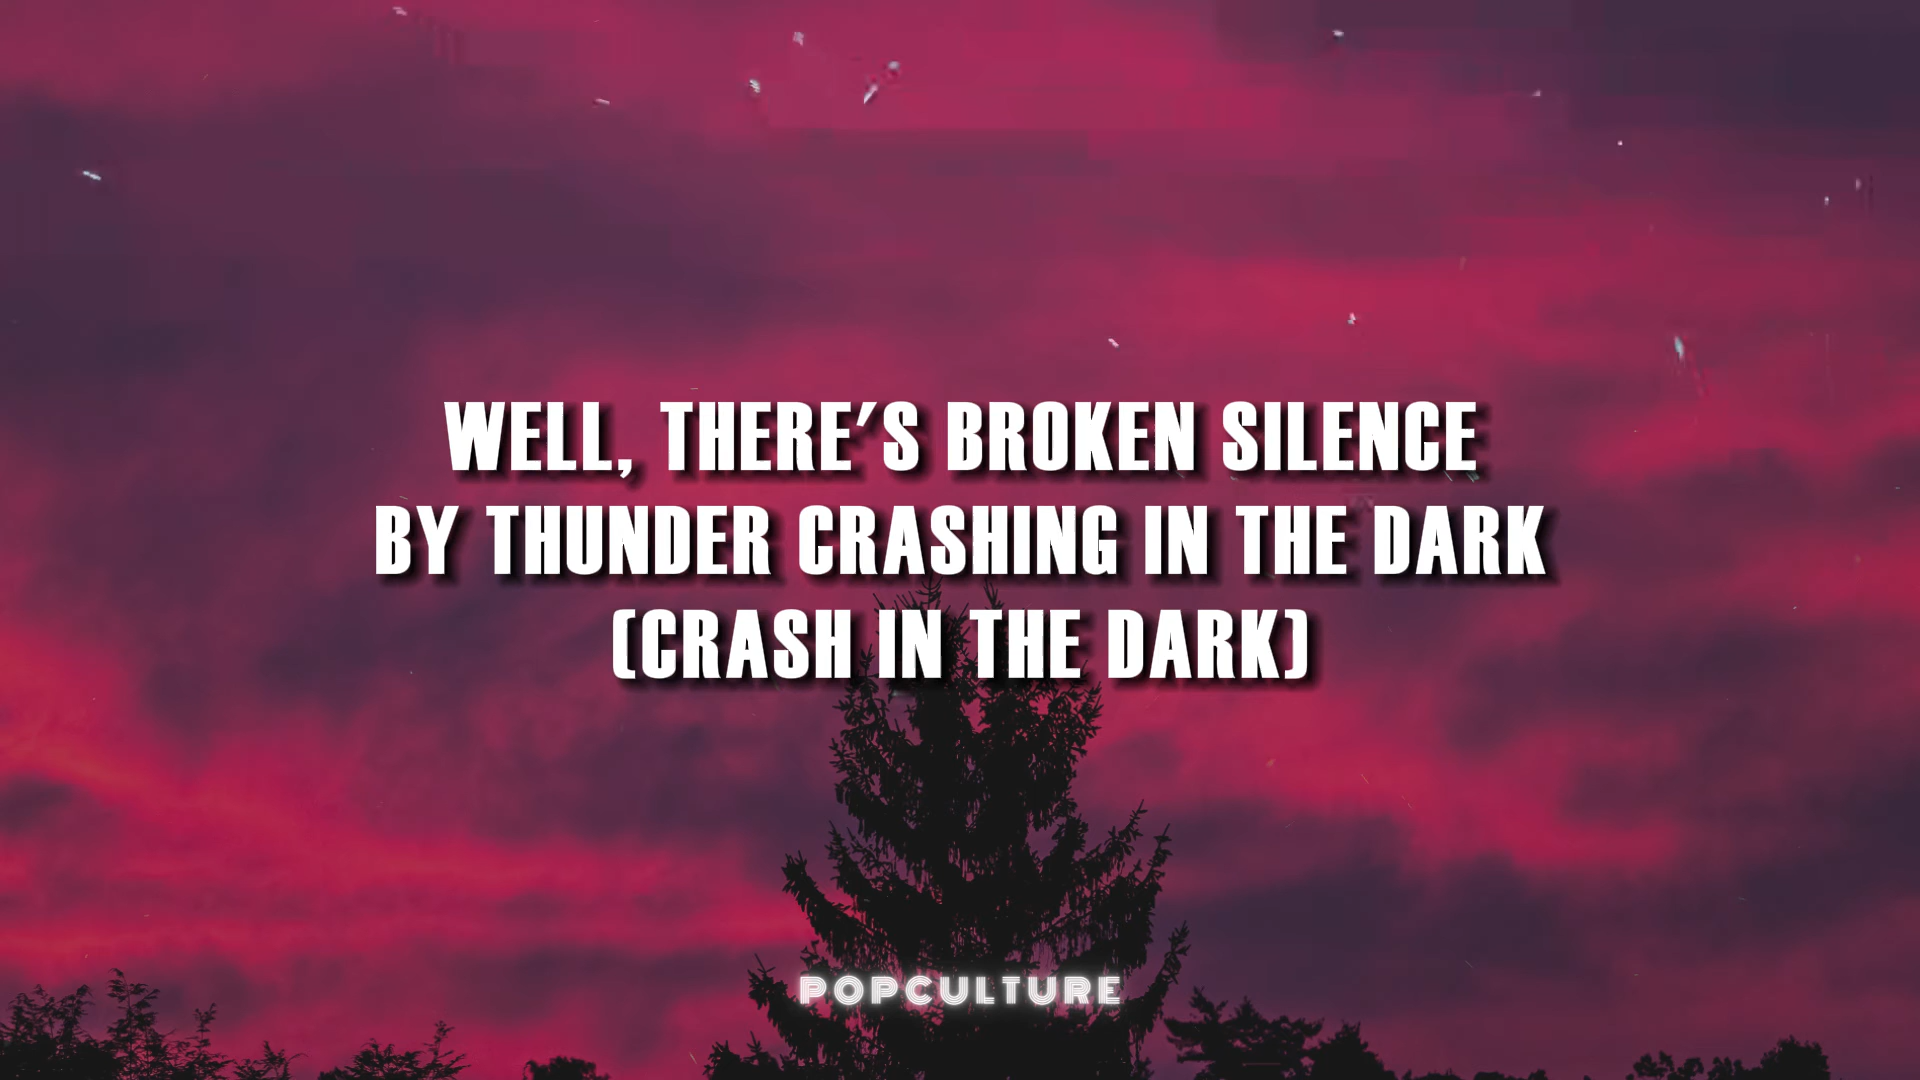 WELL, THERE'S BROKEN SILENCE
BY THUNDER CRASHING IN THE DARK
(CRASH IN THE DARK)
POPCULTURE